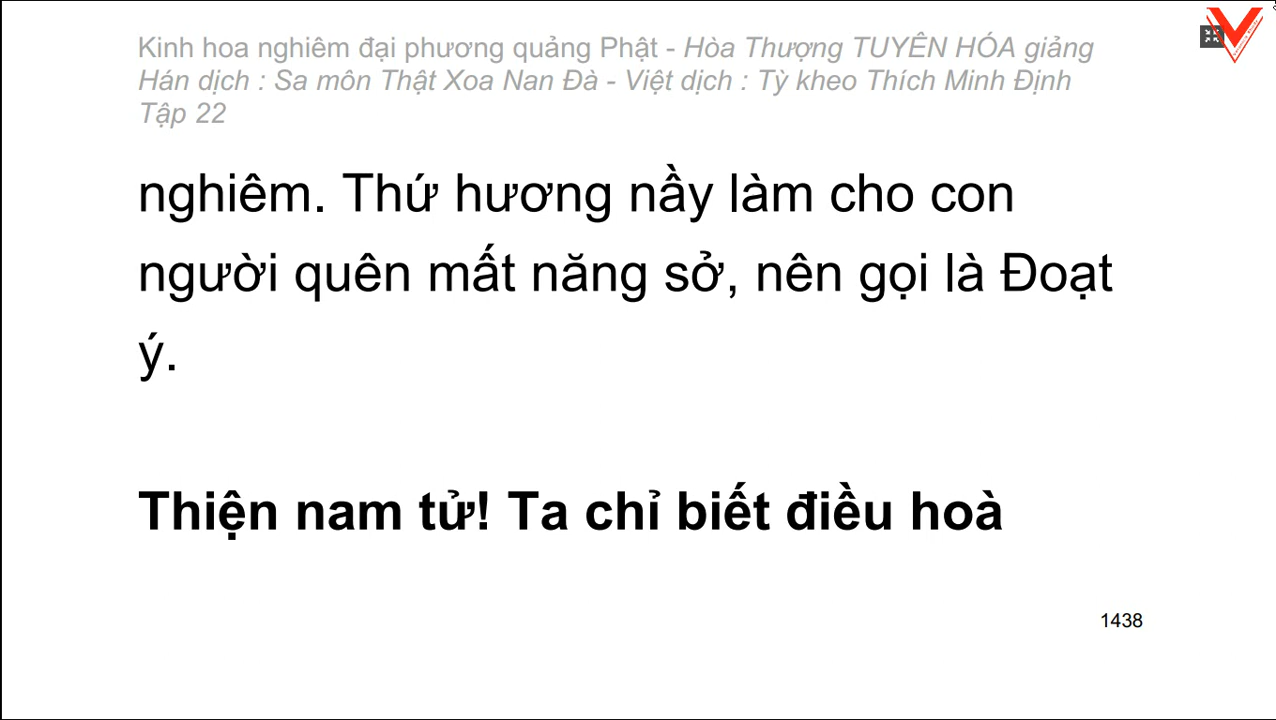 Kinh hoa nghiêm đại phương quảng Phật - Hòa Thượng TUYÊN HÓA giảng
Hán dịch : Sa môn Thật Xoa Nan Đà - Việt dịch : Tỳ kheo Thích Minh Định
Tập 22
nghiêm. Thứ hương nầy làm cho con
người quên mất năng sở, nên gọi là Đoạt
ý.
Thiện nam tử! Ta chỉ biết điều hoà
1438